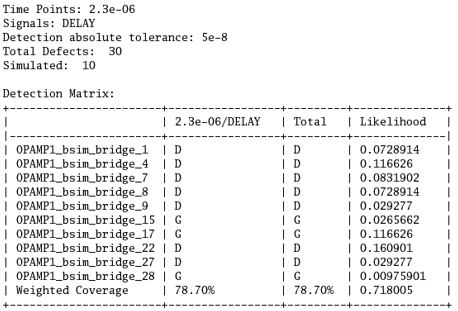 Time Points: 2.3e-06
Signals: DELAY
Detection absolute tolerance: 5e-8
Total Defects:  30
Simulated:  10

Detection Matrix:
+-----------------------+-----------------+---------+--------------+
|                       | 2.3e-06/DELAY   | Total   | Likelihood   |
|-----------------------+-----------------+---------+--------------|
| OPAMP1_bsim_bridge_1  | D               | D       | 0.0728914    |
| OPAMP1_bsim_bridge_4  | D               | D       | 0.116626     |
| OPAMP1_bsim_bridge_7  | D               | D       | 0.0831902    |
| OPAMP1_bsim_bridge_8  | D               | D       | 0.0728914    |
| OPAMP1_bsim_bridge_9  | D               | D       | 0.029277     |
| OPAMP1_bsim_bridge_15 | G               | G       | 0.0265662    |
| OPAMP1_bsim_bridge_17 | G               | G       | 0.116626     |
| OPAMP1_bsim_bridge_22 | D               | D       | 0.160901     |
| OPAMP1_bsim_bridge_27 | D               | D       | 0.029277     |
| OPAMP1_bsim_bridge_28 | G               | G       | 0.00975901   |
| Weighted Coverage     | 78.70%          | 78.70%  | 0.718005     |
+-----------------------+-----------------+---------+--------------+